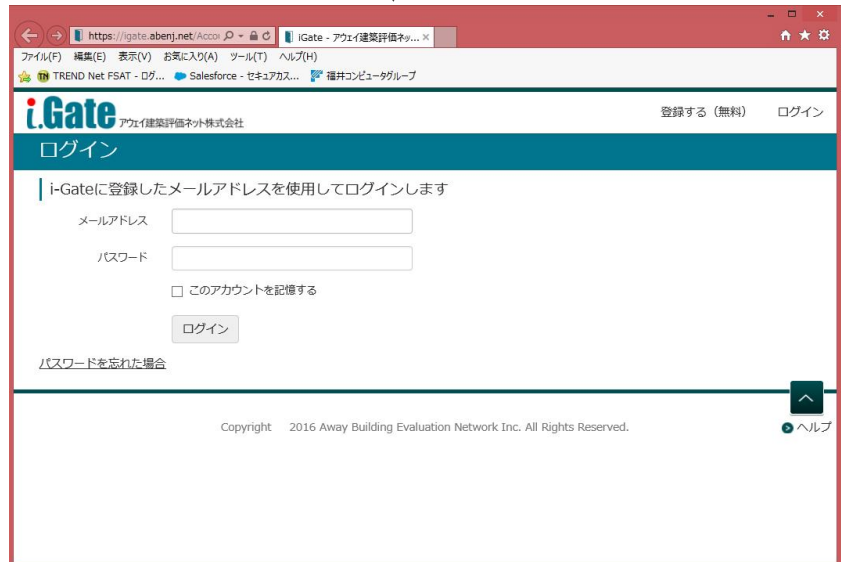 https://igate.abenj.net/Accou
iGate - アウェイ建築評価ネッ... ×
ファイル(F) 編集(E) 表示(V) お気に入り(A) ツール(T) ヘルプ(H)
TREND Net FSAT - ログ... Salesforce - セキュアカス... 福井コンピュータグループ
i.Gate アウェイ建築評価ネット株式会社
登録する（無料） ログイン
ログイン
i-Gateに登録したメールアドレスを使用してログインします
メールアドレス
パスワード
このアカウントを記憶する
ログイン
パスワードを忘れた場合
Copyright 2016 Away Building Evaluation Network Inc. All Rights Reserved.
ヘルプ